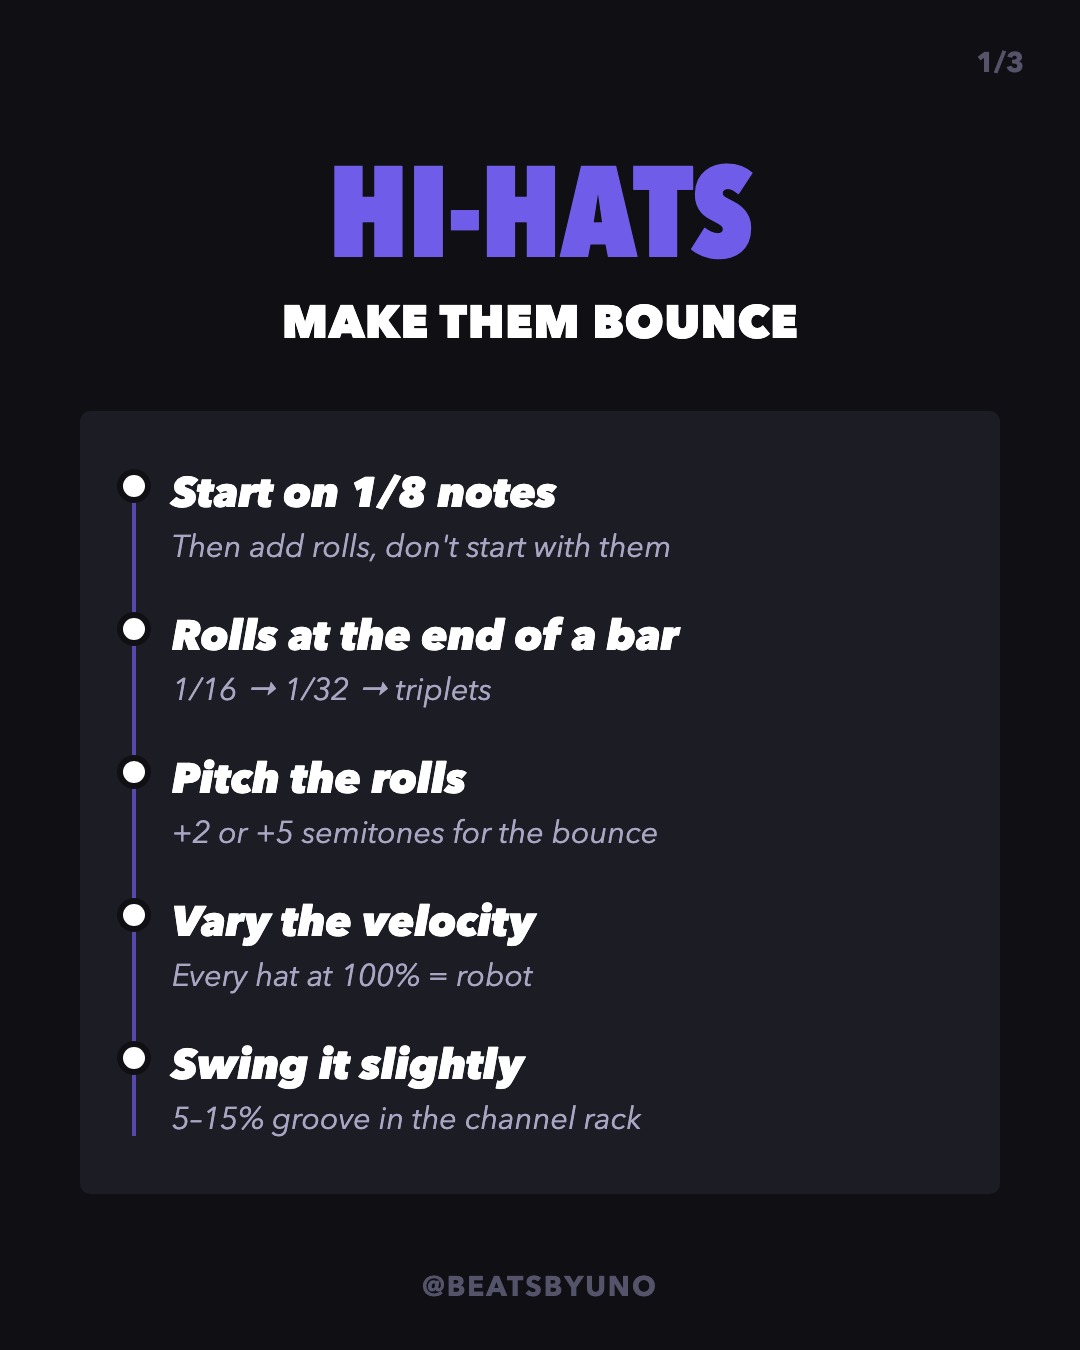 1/3
HI-HATS
MAKE THEM BOUNCE
Start on 1/8 notes
Then add rolls, don't start with them
Rolls at the end of a bar
1/16 → 1/32 → triplets
Pitch the rolls
+2 or +5 semitones for the bounce
Vary the velocity
Every hat at 100% = robot
Swing it slightly
5–15% groove in the channel rack
@BEATSBYUNO